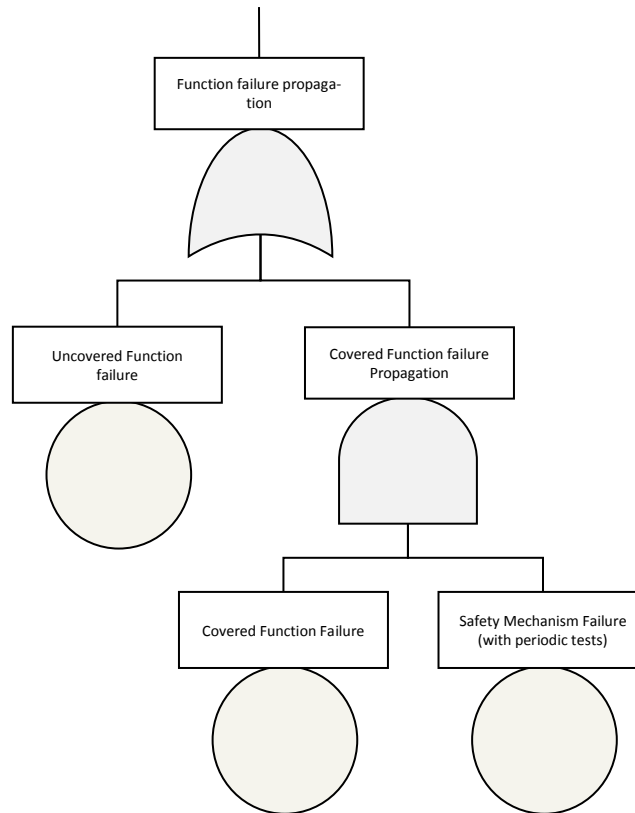 Function failure propaga-
tion
Uncovered Function
failure
Covered Function failure
Propagation
Covered Function Failure
Safety Mechanism Failure
(with periodic tests)